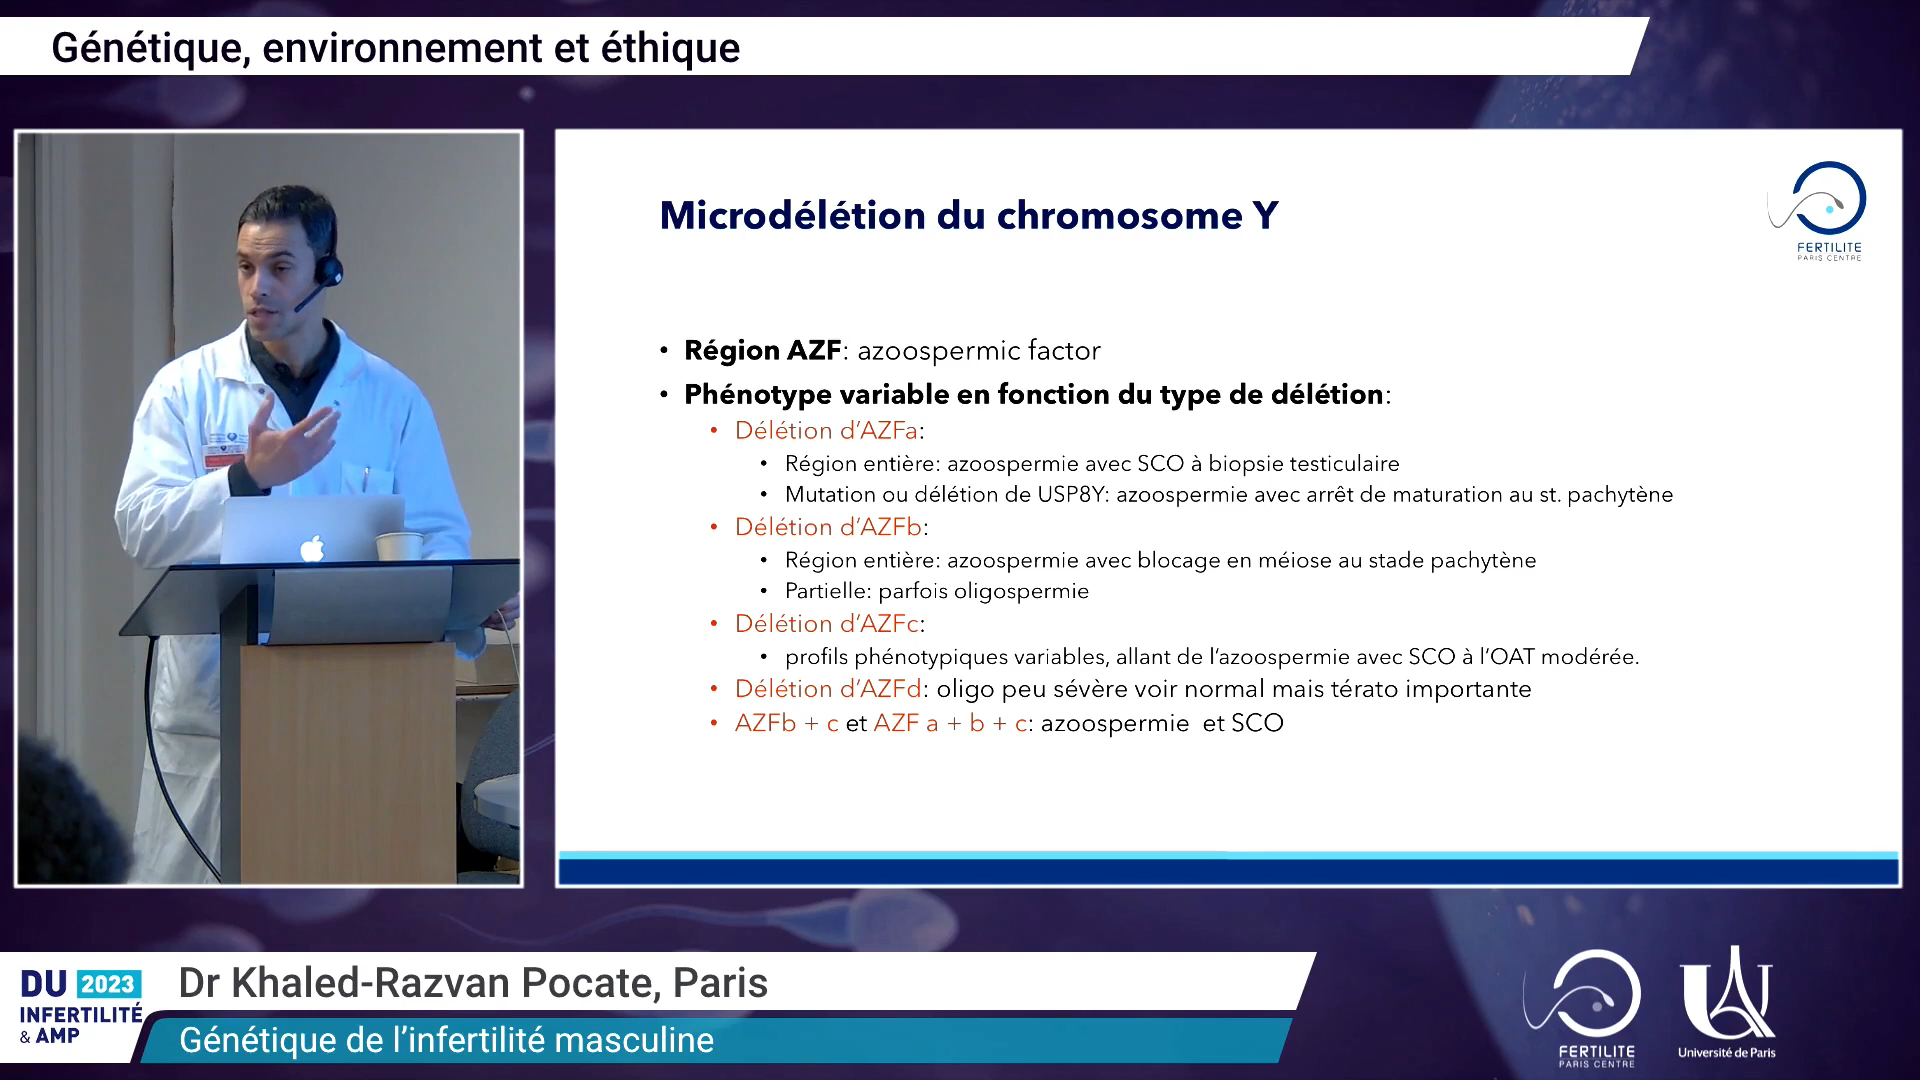 Génétique, environnement et éthique
Microdélétion du chromosome Y
FERTILITE
PARIS CENTRE
• Région AZF: azoospermic factor
• Phénotype variable en fonction du type de délétion:
• Délétion d’AZFa:
• Région entière: azoospermie avec SCO à biopsie testiculaire
• Mutation ou délétion de USP8Y: azoospermie avec arrêt de maturation au st. pachytène
• Délétion d’AZFb:
• Région entière: azoospermie avec blocage en méiose au stade pachytène
• Partielle: parfois oligospermie
• Délétion d’AZFc:
• profils phénotypiques variables, allant de l’azoospermie avec SCO à l’OAT modérée.
• Délétion d’AZFd: oligo peu sévère voir normal mais térato importante
• AZFb + c et AZF a + b + c: azoospermie et SCO
DU 2023
INFERTILITÉ
& AMP
Dr Khaled-Razvan Pocate, Paris
Génétique de l’infertilité masculine
FERTILITE
PARIS CENTRE
Université de Paris